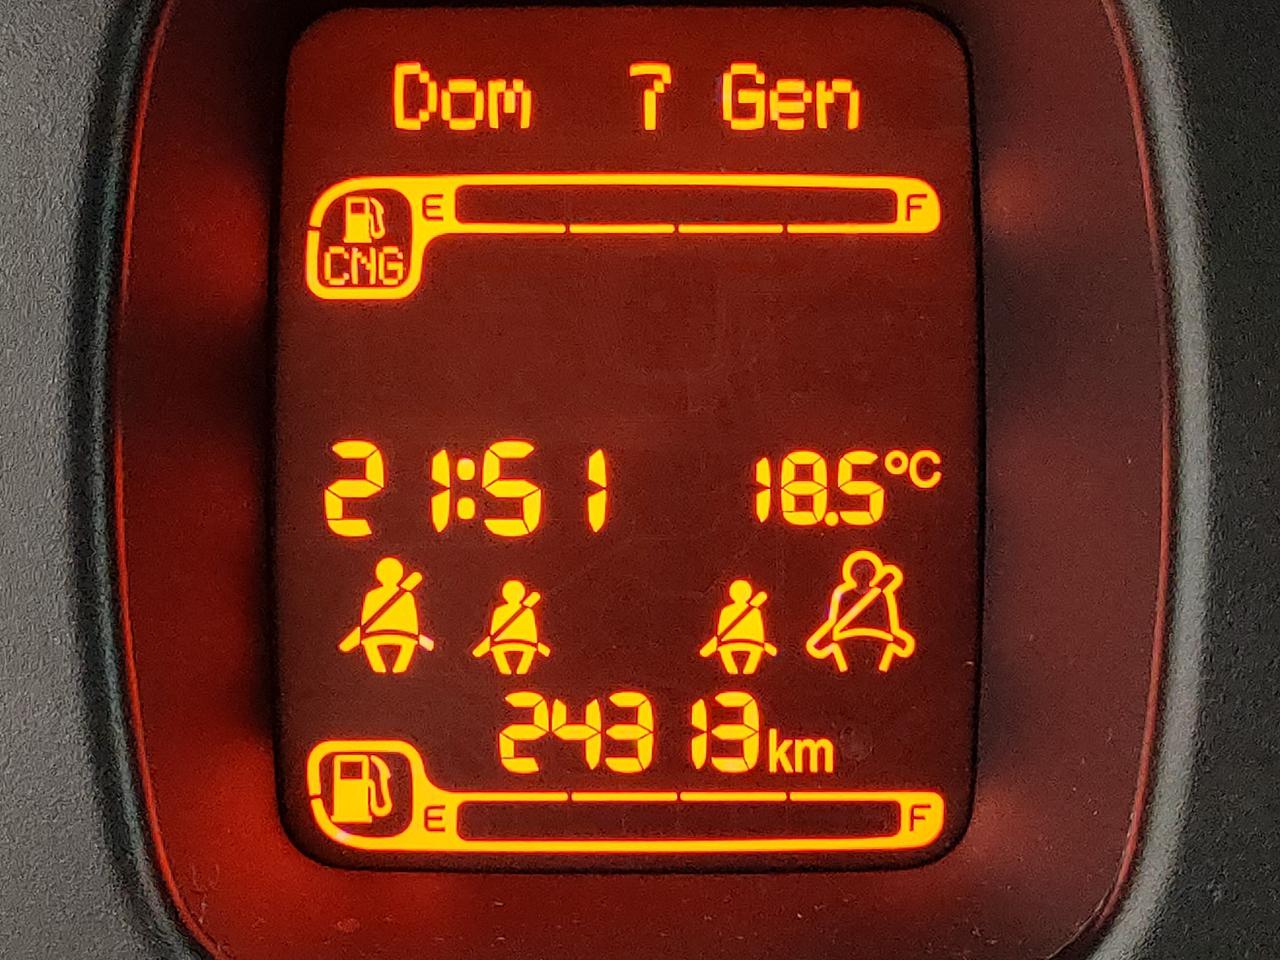 Dom 7 Gen
E F
CNG
21:51 18.5°C
24313km
E F